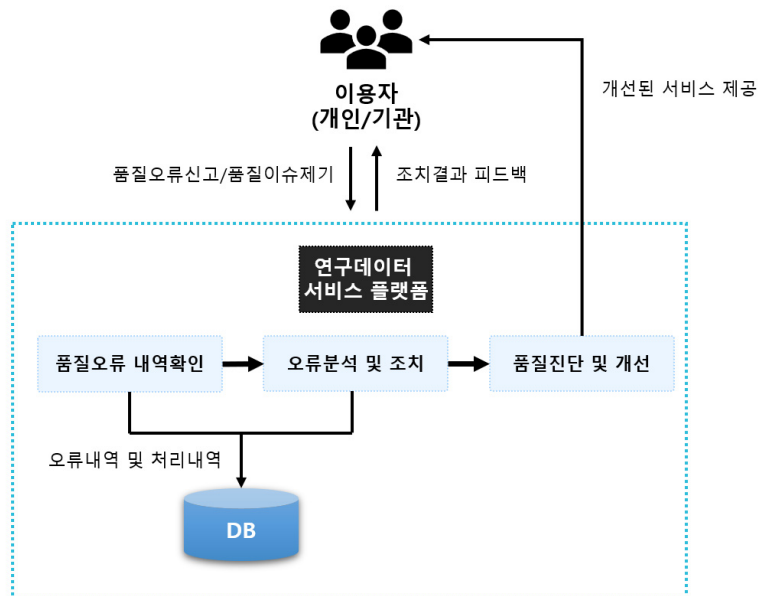 이용자
(개인/기관)
개선된 서비스 제공
품질오류신고/품질이슈제기
조치결과 피드백
연구데이터
서비스 플랫폼
품질오류 내역확인
오류분석 및 조치
품질진단 및 개선
오류내역 및 처리내역
DB